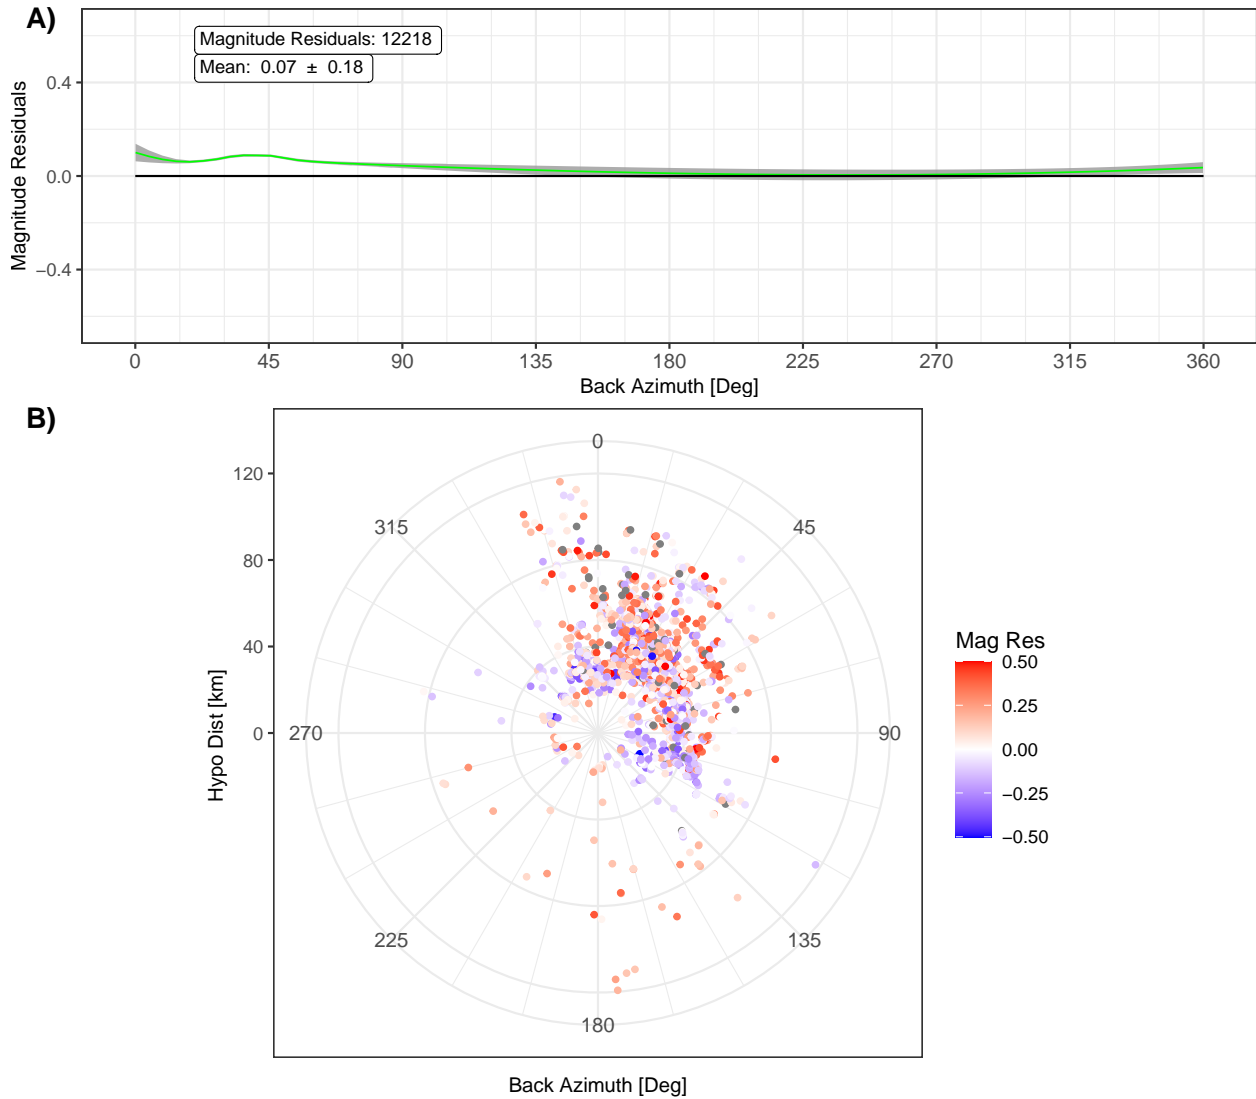 A)
Magnitude Residuals: 12218
Mean:  0.07  ±  0.18
Magnitude Residuals
0.4
0.0
−0.4
0 45 90 135 180 225 270 315 360
Back Azimuth [Deg]
B)
Hypo Dist [km]
120
80
40
0
0
45
90
135
180
225
270
315
Back Azimuth [Deg]
Mag Res
0.50
0.25
0.00
−0.25
−0.50